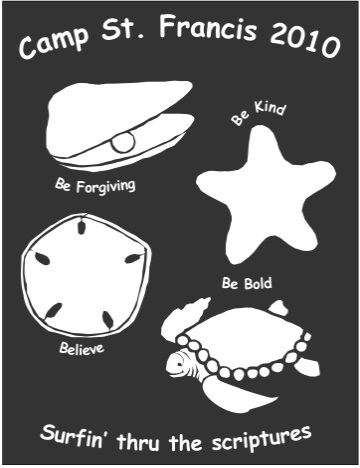 Camp St. Francis 2010
Be Kind
Be Forgiving
Be Bold
Believe
Surfin' thru the scriptures